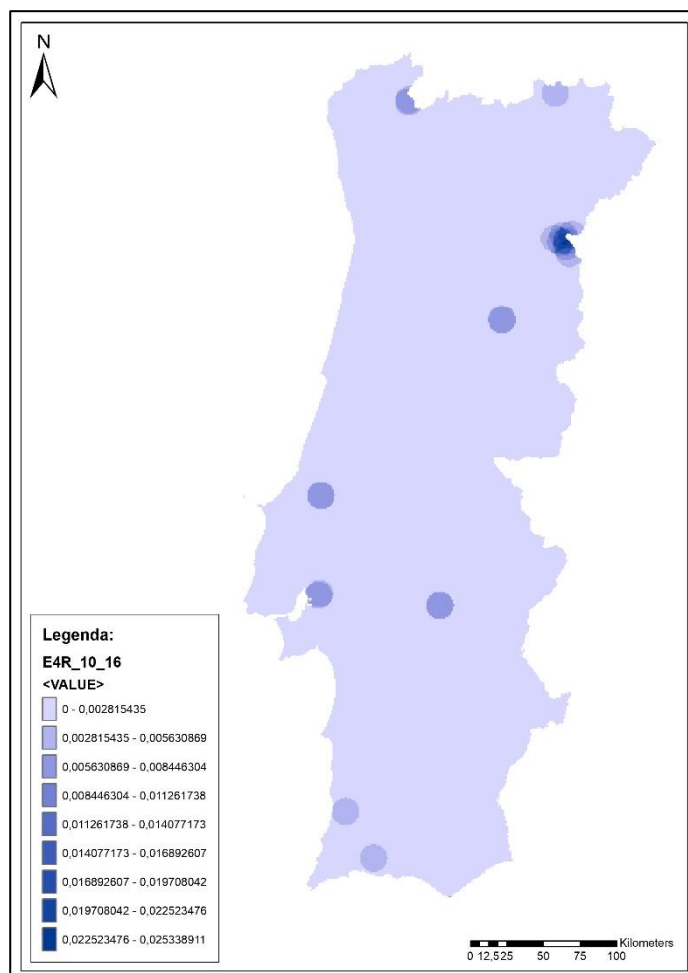 N
Legenda:
E4R_10_16
<VALUE>
0 - 0,002815435
0,002815435 - 0,005630869
0,005630869 - 0,008446304
0,008446304 - 0,011261738
0,011261738 - 0,014077173
0,014077173 - 0,016892607
0,016892607 - 0,019708042
0,019708042 - 0,022523476
0,022523476 - 0,025338911
Kilometers
0 12,525 50 75 100